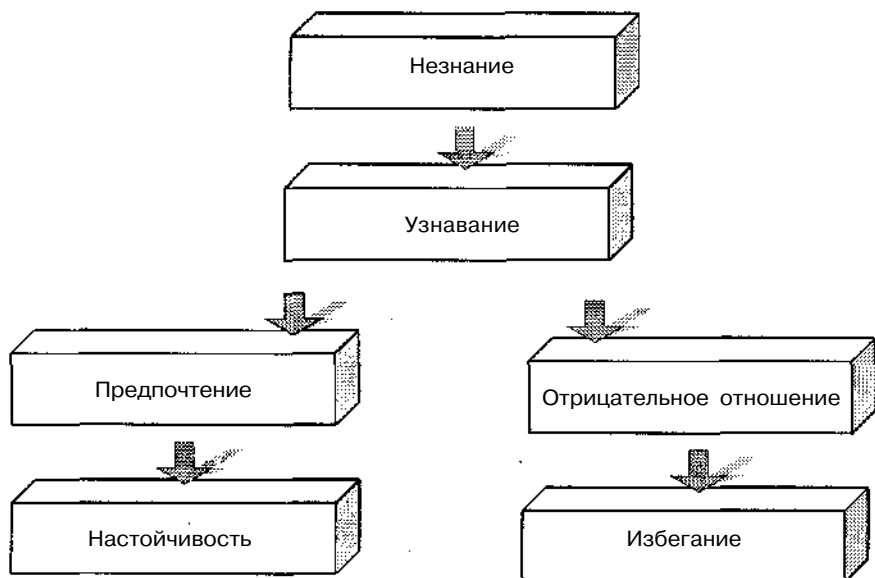 Незнание
Узнавание
Предпочтение
Отрицательное отношение
Настойчивость
Избегание